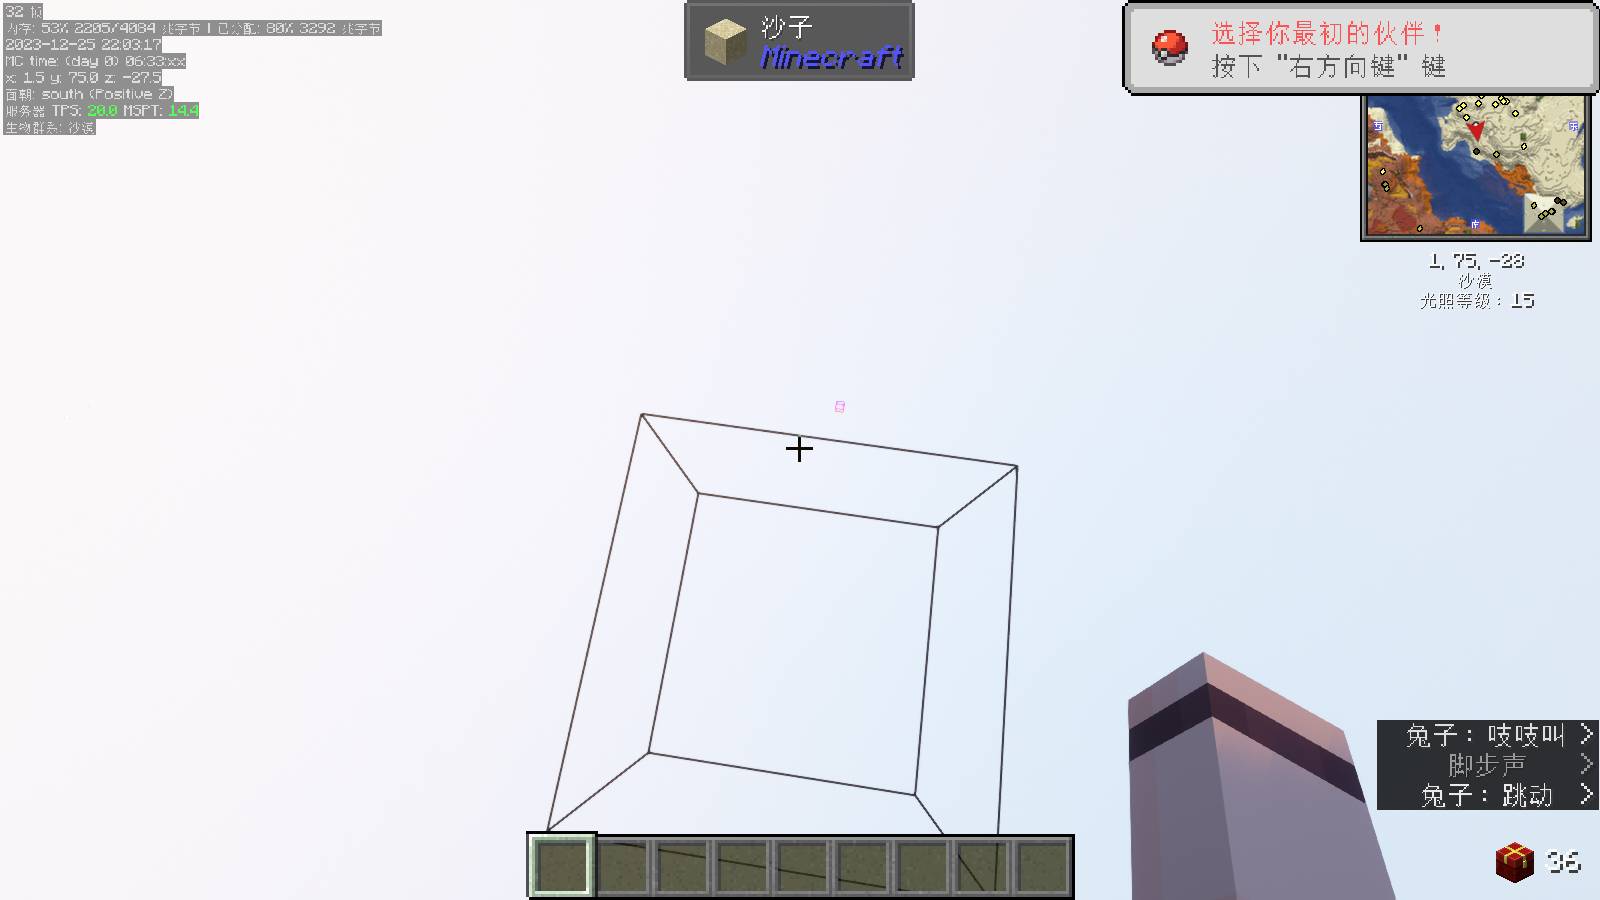 32 帧
内存: 53% 2205/4084 兆字节 | 已分配: 80% 3292 兆字节
2023-12-25 22:03:17
MC time: (day 0) 06:33:xx
x: 1.5 y: 75.0 z: -27.5
面朝: south (Positive Z)
服务器 TPS: 20.0 MSPT: 14.4
生物群系: 沙漠
沙子
Minecraft
选择你最初的伙伴！
按下 "右方向键" 键
西
东
南
1, 75, -28
沙漠
光照等级：15
兔子：吱吱叫 >
脚步声 >
兔子：跳动 >
36